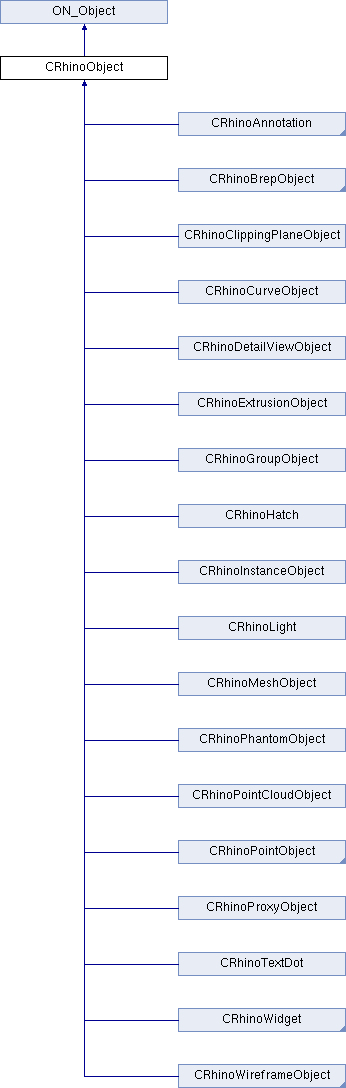 ON_Object
CRhinoObject
CRhinoAnnotation
CRhinoBrepObject
CRhinoClippingPlaneObject
CRhinoCurveObject
CRhinoDetailViewObject
CRhinoExtrusionObject
CRhinoGroupObject
CRhinoHatch
CRhinoInstanceObject
CRhinoLight
CRhinoMeshObject
CRhinoPhantomObject
CRhinoPointCloudObject
CRhinoPointObject
CRhinoProxyObject
CRhinoTextDot
CRhinoWidget
CRhinoWireframeObject